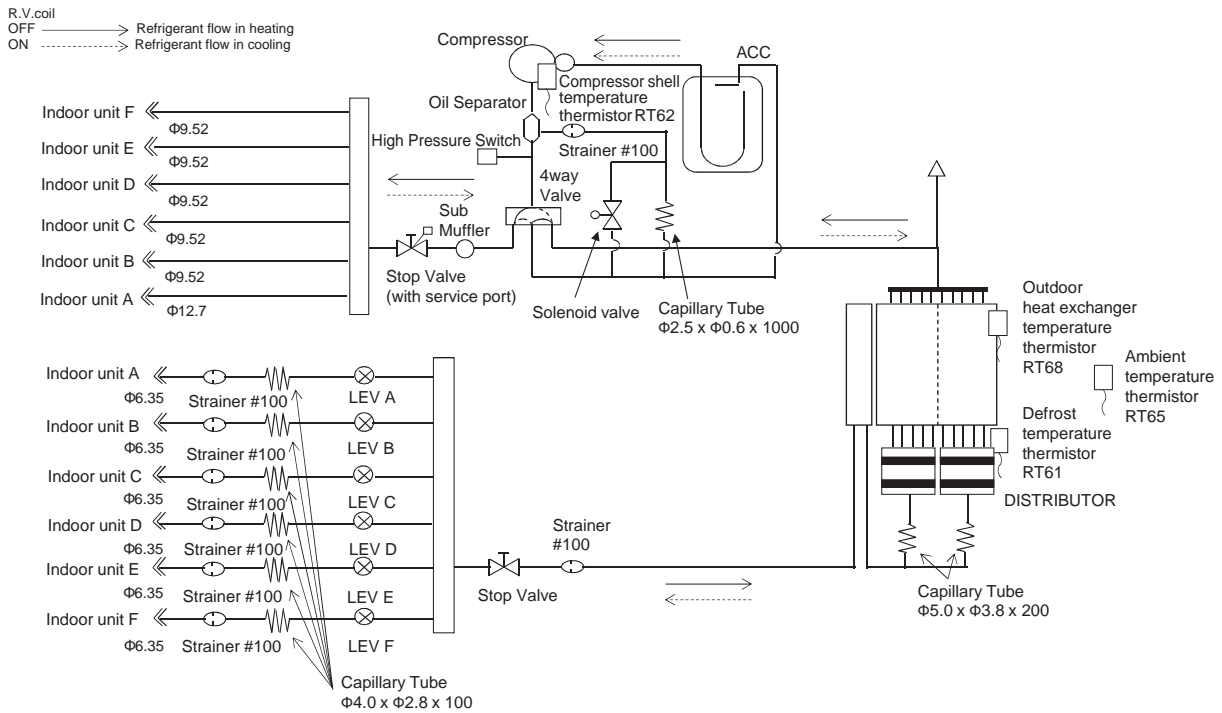 R.V.coil
OFF Refrigerant flow in heating
ON Refrigerant flow in cooling
Compressor
ACC
Compressor shell
temperature
thermistor RT62
Oil Separator
High Pressure Switch
Strainer #100
4way
Valve
Sub
Muffler
Stop Valve
(with service port)
Solenoid valve
Capillary Tube
Φ2.5 x Φ0.6 x 1000
Indoor unit F
Φ9.52
Indoor unit E
Φ9.52
Indoor unit D
Φ9.52
Indoor unit C
Φ9.52
Indoor unit B
Φ9.52
Indoor unit A
Φ12.7
Outdoor
heat exchanger
temperature
thermistor
RT68
Ambient
temperature
thermistor
RT65
Defrost
temperature
thermistor
RT61
DISTRIBUTOR
Capillary Tube
Φ5.0 x Φ3.8 x 200
Indoor unit A
Φ6.35
Strainer #100
LEV A
Indoor unit B
Φ6.35
Strainer #100
LEV B
Indoor unit C
Φ6.35
Strainer #100
LEV C
Indoor unit D
Φ6.35
Strainer #100
LEV D
Indoor unit E
Φ6.35
Strainer #100
LEV E
Indoor unit F
Φ6.35
Strainer #100
LEV F
Strainer
#100
Stop Valve
Capillary Tube
Φ4.0 x Φ2.8 x 100